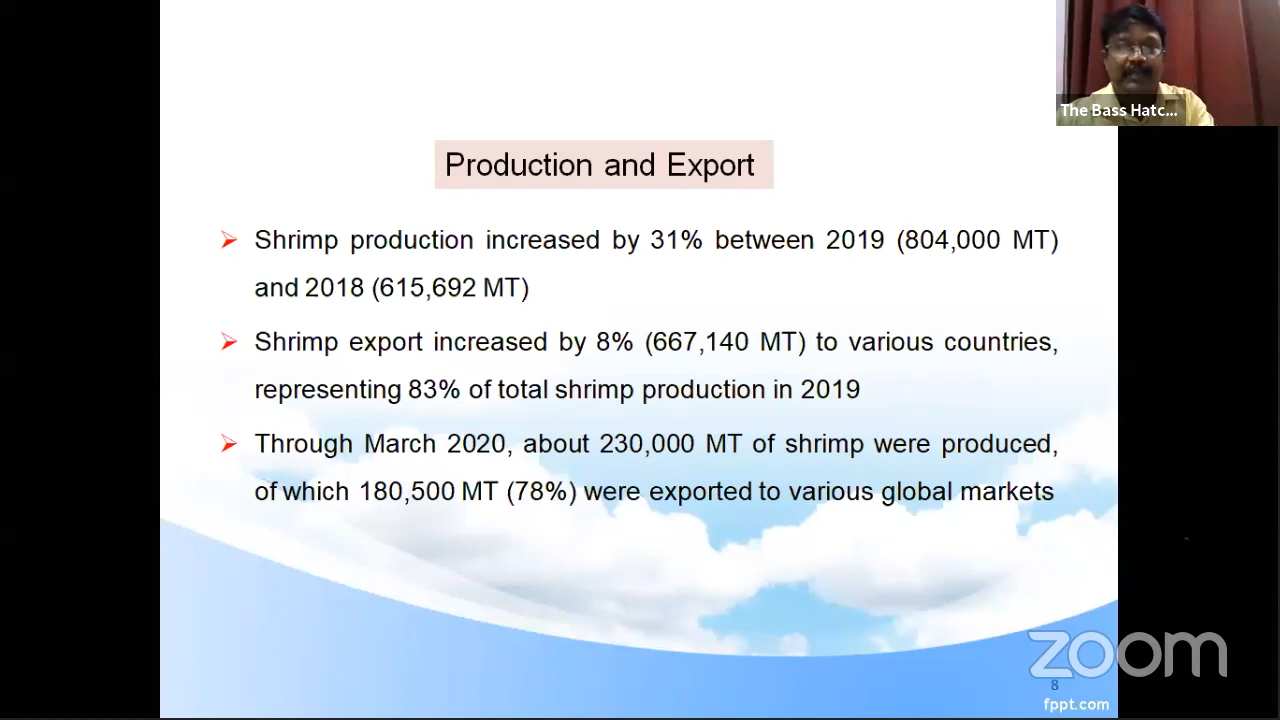 The Bass Hatc...
Production and Export
Shrimp production increased by 31% between 2019 (804,000 MT)
and 2018 (615,692 MT)
Shrimp export increased by 8% (667,140 MT) to various countries,
representing 83% of total shrimp production in 2019
Through March 2020, about 230,000 MT of shrimp were produced,
of which 180,500 MT (78%) were exported to various global markets
zoom
8
fppt.com